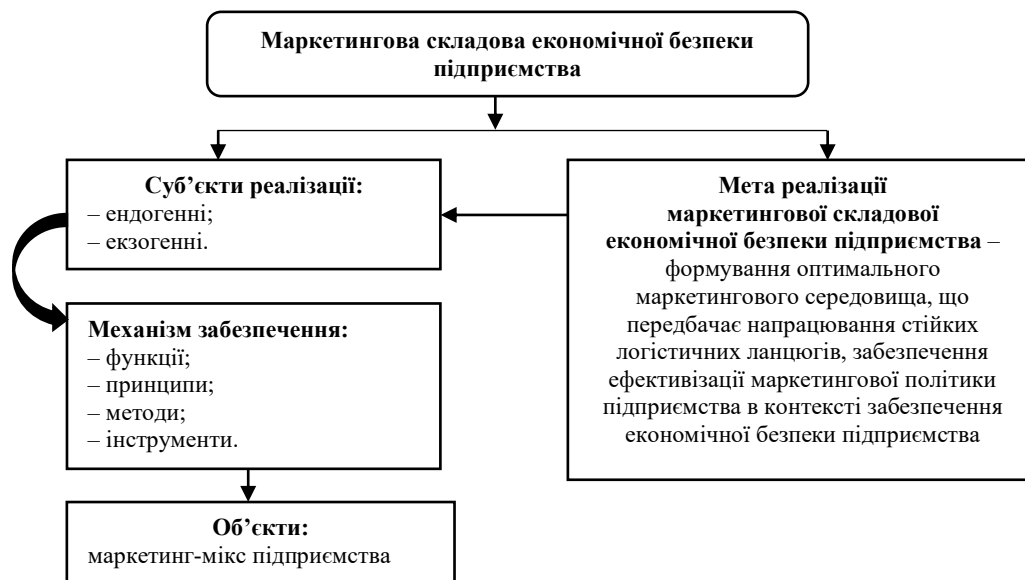 Маркетингова складова економічної безпеки
підприємства
Суб’єкти реалізації:
– ендогенні;
– екзогенні.
Механізм забезпечення:
– функції;
– принципи;
– методи;
– інструменти.
Об’єкти:
маркетинг-мікс підприємства
Мета реалізації
маркетингової складової
економічної безпеки підприємства –
формування оптимального
маркетингового середовища, що
передбачає напрацювання стійких
логістичних ланцюгів, забезпечення
ефективізації маркетингової політики
підприємства в контексті забезпечення
економічної безпеки підприємства